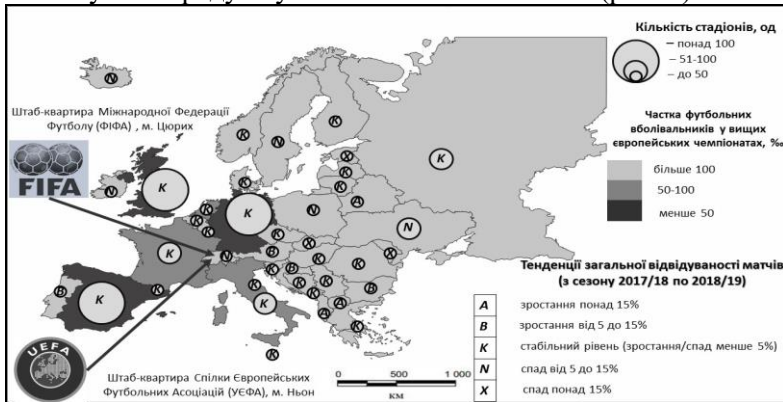 Кількість стадіонів, од
– понад 100
– 51-100
– до 50
Штаб-квартира Міжнародної Федерації
Футболу (ФІФА) , м. Цюрих
FIFA
Частка футбольних
вболівальників у вищих
європейських чемпіонатах, ‰
більше 100
50-100
менше 50
Тенденції загальної відвідуваності матчів
(з сезону 2017/18 по 2018/19)
A зростання понад 15%
B зростання від 5 до 15%
K стабільний рівень (зростання/спад менше 5%)
N спад від 5 до 15%
X спад понад 15%
UEFA
Штаб-квартира Спілки Європейських
Футбольних Асоціацій (УЄФА), м. Ньон
0 500 1 000
км